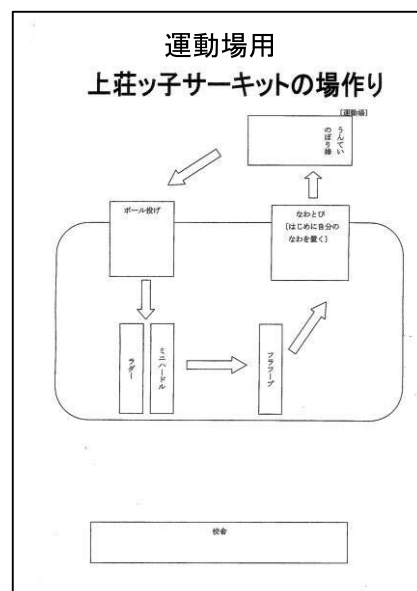 運動場用
上荘ッ子サーキットの場作り
[運動場]
うんてい
のぼり棒
ボール投げ
なわとび
[はじめに自分の
なわを置く]
ラダー
ミニハードル
フラフープ
校舎